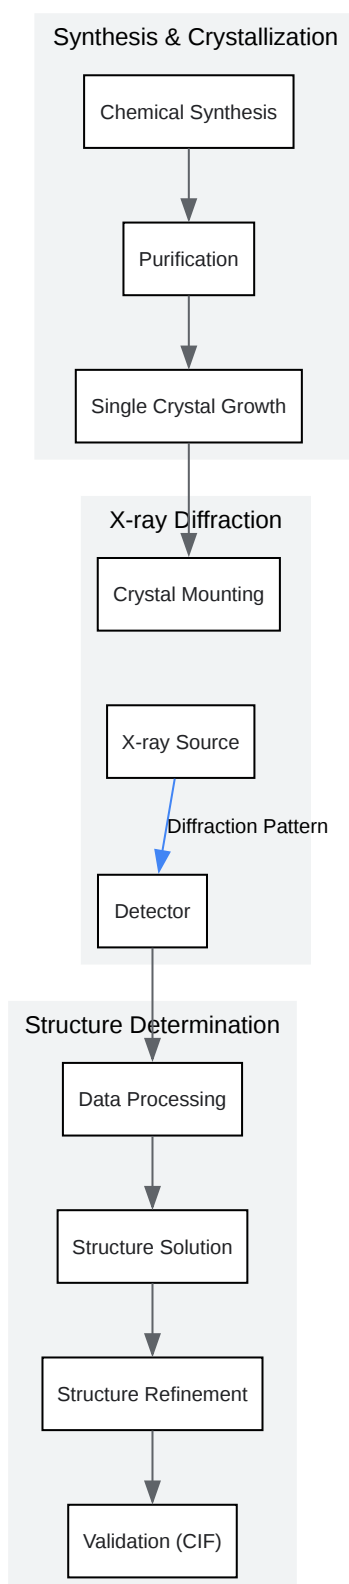 Synthesis & Crystallization
Chemical Synthesis
Purification
Single Crystal Growth
X-ray Diffraction
Crystal Mounting
X-ray Source
Diffraction Pattern
Detector
Structure Determination
Data Processing
Structure Solution
Structure Refinement
Validation (CIF)